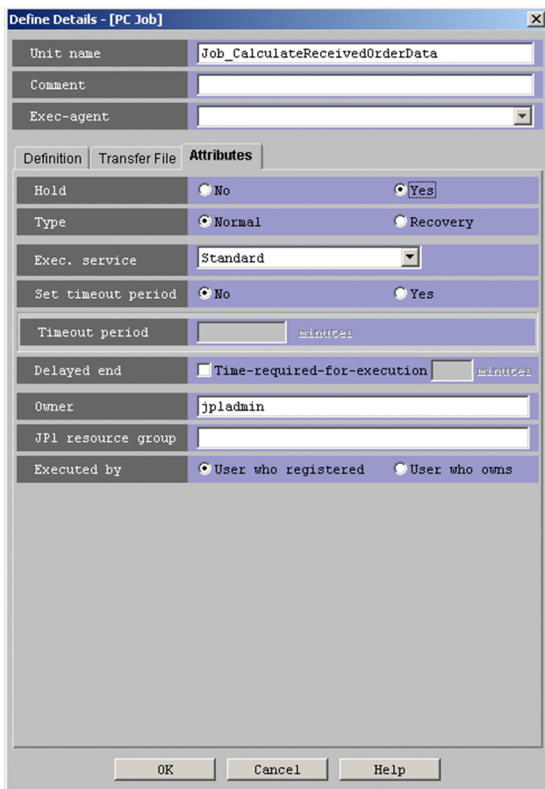 Define Details - [PC Job]
Unit name Job_CalculateReceivedOrderData
Comment
Exec-agent
Definition Transfer File Attributes
Hold No Yes
Type Normal Recovery
Exec. service Standard
Set timeout period No Yes
Timeout period minutes
Delayed end Time-required-for-execution minutes
Owner jp1admin
JP1 resource group
Executed by User who registered User who owns
OK Cancel Help